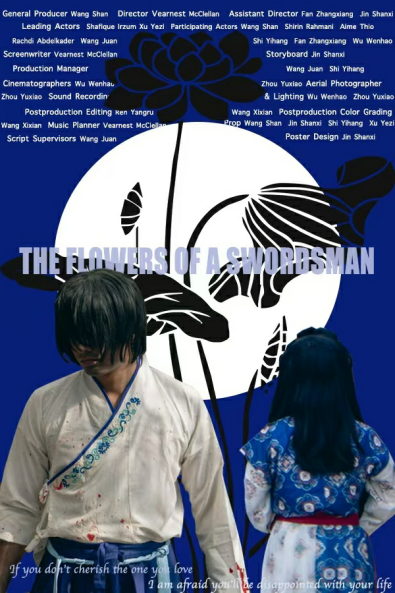 General Producer Wang Shan Director Vearnest McClellan Assistant Director Fan Zhangxiang Jin Shanxi
Leading Actors Shafique Irzum Xu Yezi Participating Actors Wang Shan Shirin Rahmani Aime Thio
Rachdi Abdelkader Wang Juan Shi Yihang Fan Zhangxiang Wu Wenhao
Screenwriter Vearnest McClellan Storyboard Jin Shanxi
Production Manager Wang Juan Shi Yihang
Cinematographers Wu Wenhao Zhou Yuxiao Aerial Photographer
Zhou Yuxiao Sound Recordin & Lighting Wu Wenhao Zhou Yuxiao
Postproduction Editing Ken Yangru Wang Xixian Postproduction Color Grading
Wang Xixian Music Planner Vearnest McClellan Prop Wang Shan Jin Shanxi Shi Yihang Xu Yezi
Script Supervisors Wang Juan Poster Design Jin Shanxi
THE FLOWERS OF A SWORDSMAN
If you don't cherish the one you love
I am afraid you'll be disappointed with your life